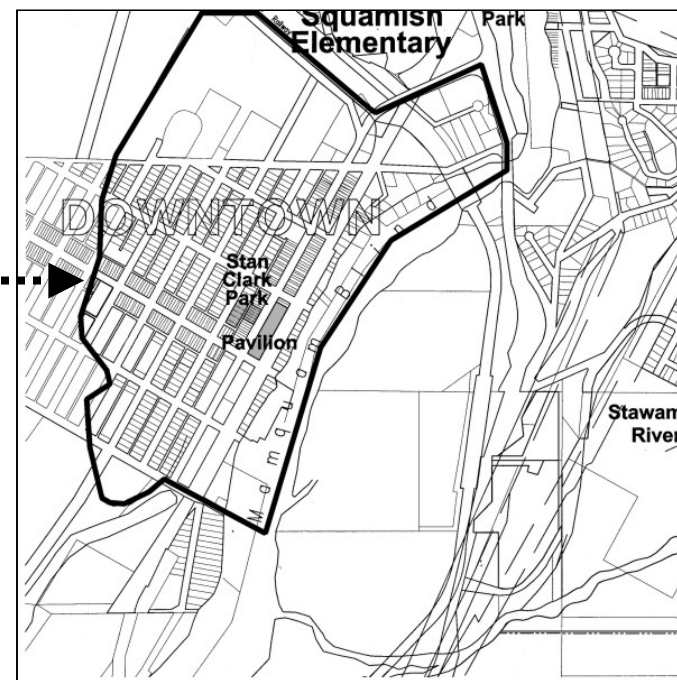 Squamish
Elementary
Park
DOWNTOWN
Stan
Clark
Park
Pavilion
Mamquam
Stawam
River